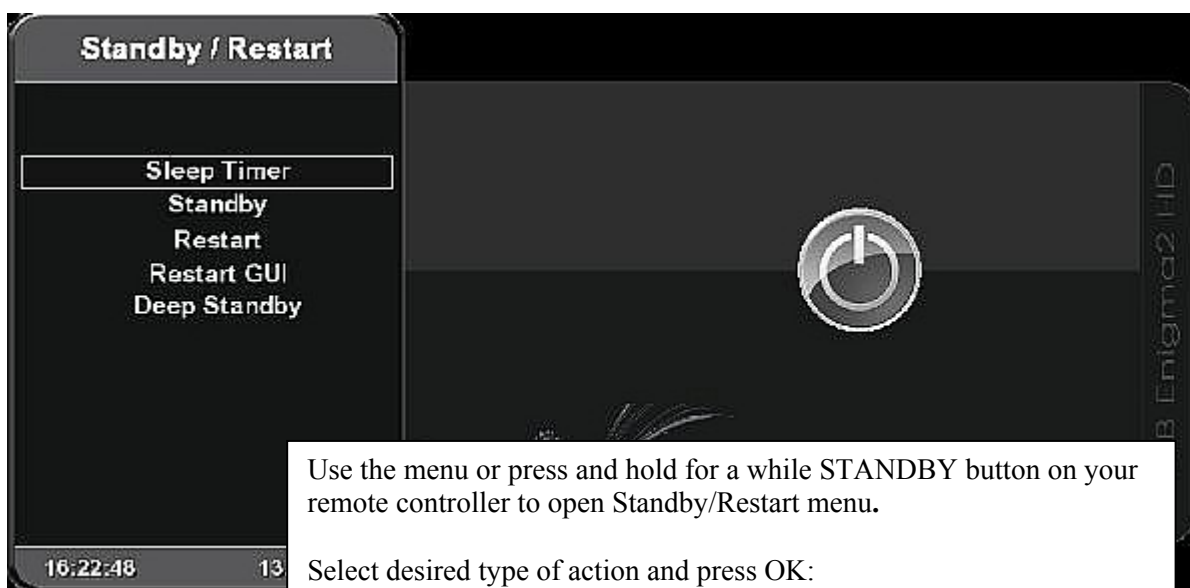 Standby / Restart
Sleep Timer
Standby
Restart
Restart GUI
Deep Standby
B Enigma2 HD
Use the menu or press and hold for a while STANDBY button on your
remote controller to open Standby/Restart menu.
Select desired type of action and press OK:
16:22:48 13